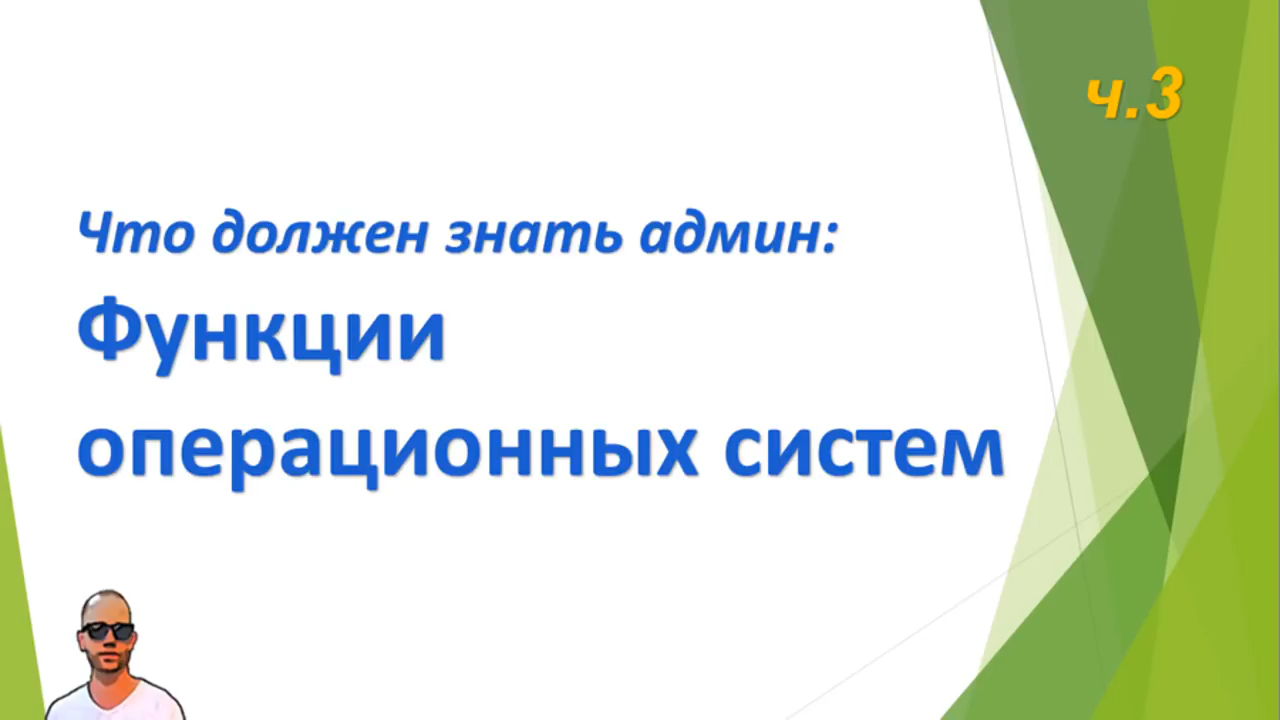 ч.3
Что должен знать админ:
Функции
операционных систем